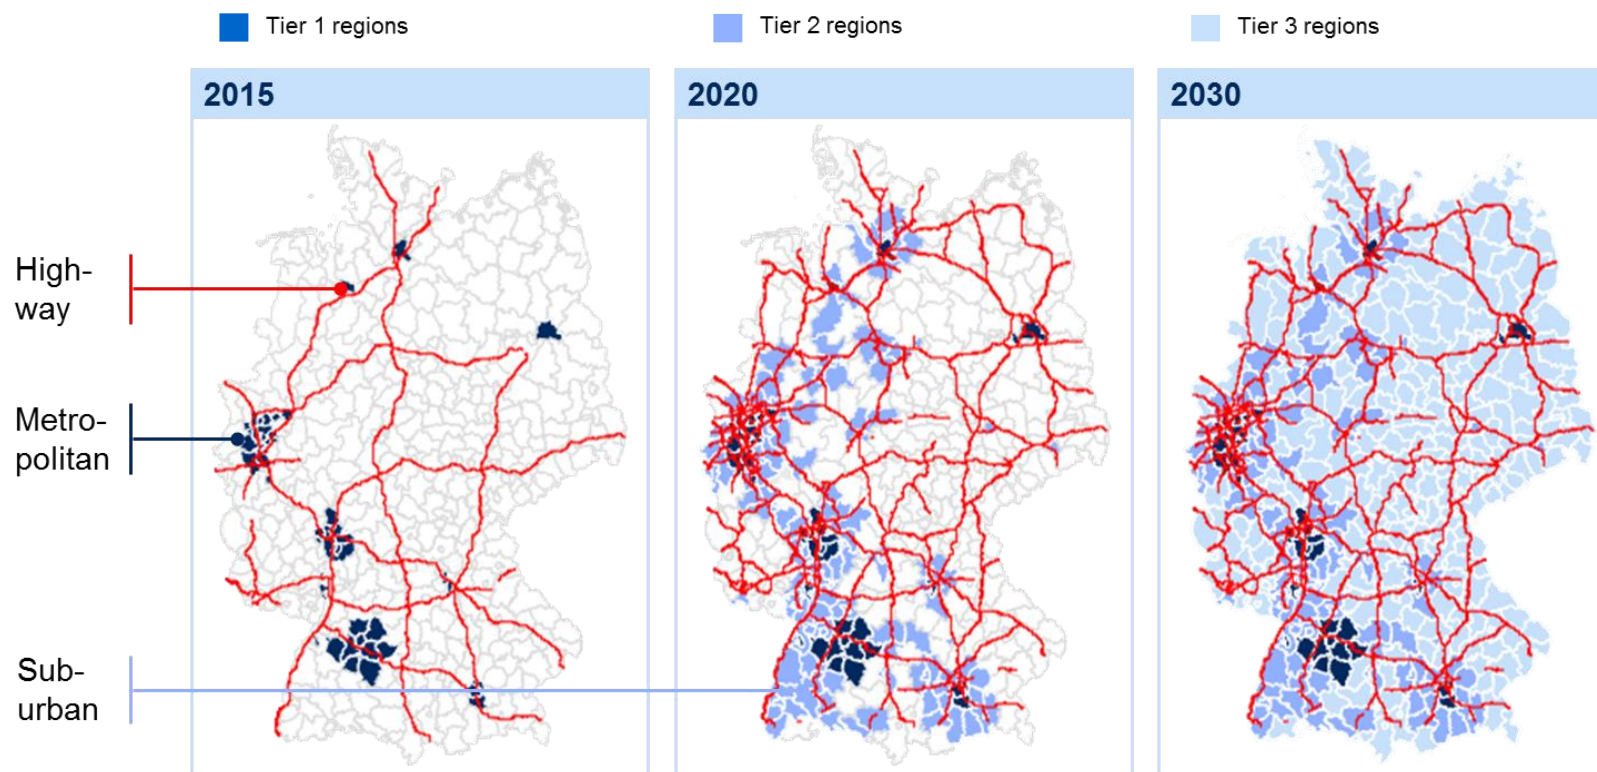 Tier 1 regions
Tier 2 regions
Tier 3 regions
2015
2020
2030
High-
way
Metro-
politan
Sub-
urban